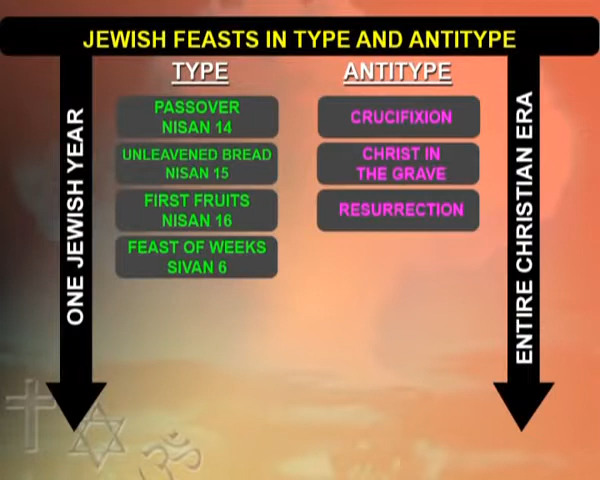 JEWISH FEASTS IN TYPE AND ANTITYPE
TYPE
ANTITYPE
ONE JEWISH YEAR
PASSOVER
NISAN 14
UNLEAVENED BREAD
NISAN 15
FIRST FRUITS
NISAN 16
FEAST OF WEEKS
SIVAN 6
CRUCIFIXION
CHRIST IN
THE GRAVE
RESURRECTION
ENTIRE CHRISTIAN ERA